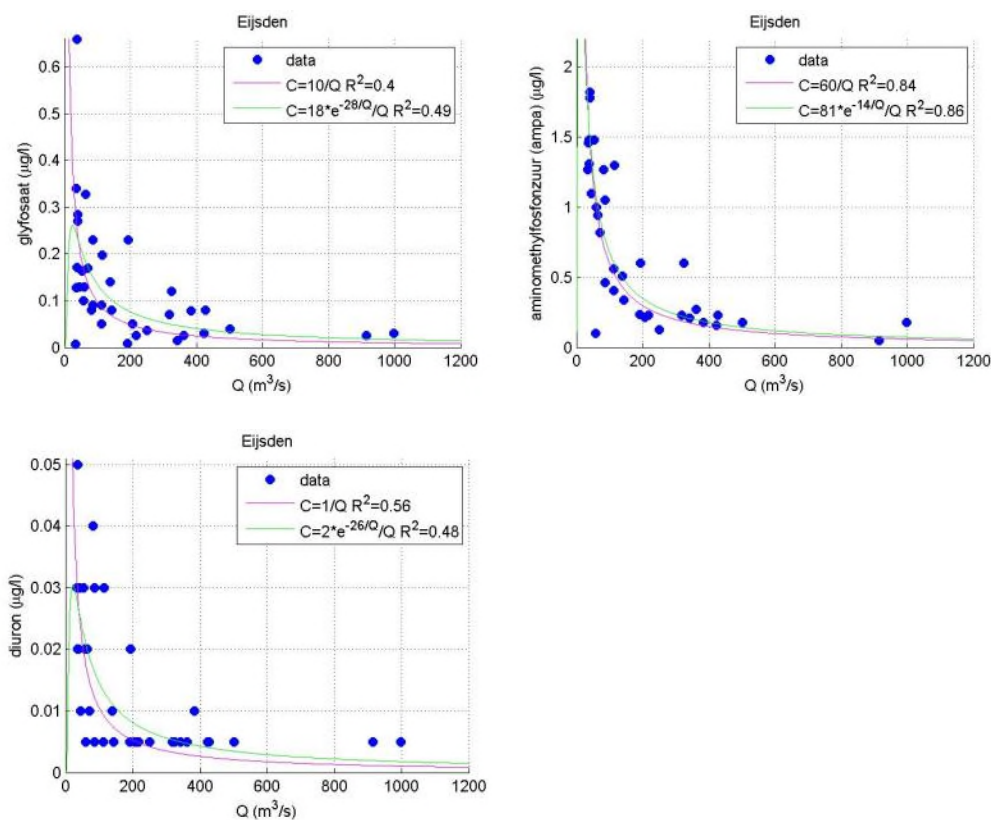 Eijsden
data
C=10/Q R²=0.4
C=18*e^-28/Q/Q R²=0.49
glyfosaat (µg/l)
0.6
0.5
0.4
0.3
0.2
0.1
0
0 200 400 600 800 1000 1200
Q (m³/s)
Eijsden
data
C=60/Q R²=0.84
C=81*e^-14/Q/Q R²=0.86
aminomethylfosfonzuur (ampa) (µg/l)
2
1.5
1
0.5
0
0 200 400 600 800 1000 1200
Q (m³/s)
Eijsden
data
C=1/Q R²=0.56
C=2*e^-26/Q/Q R²=0.48
diuron (µg/l)
0.05
0.04
0.03
0.02
0.01
0
0 200 400 600 800 1000 1200
Q (m³/s)